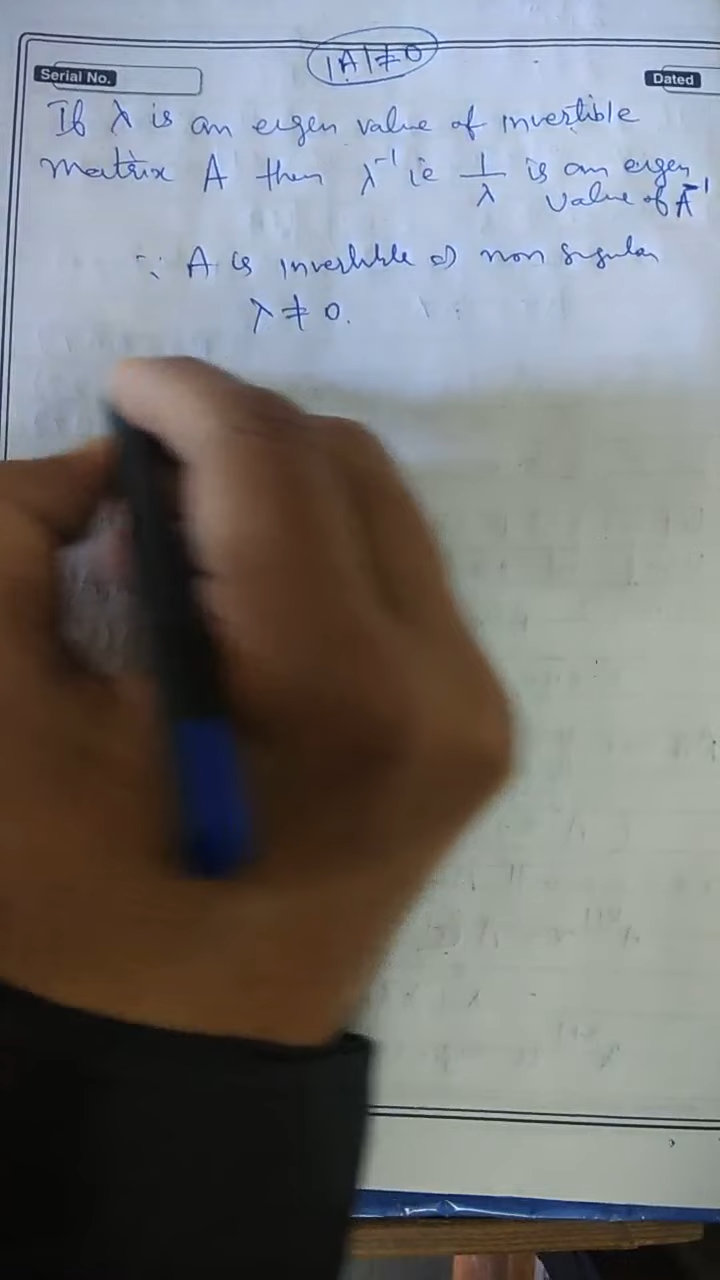 |A| ≠ 0
Serial No.
Dated
If λ is an eigen value of invertible
matrix A then λ⁻¹ ie 1/λ is an eigen
value of A⁻¹
∵ A is invertible or non singular
λ ≠ 0.